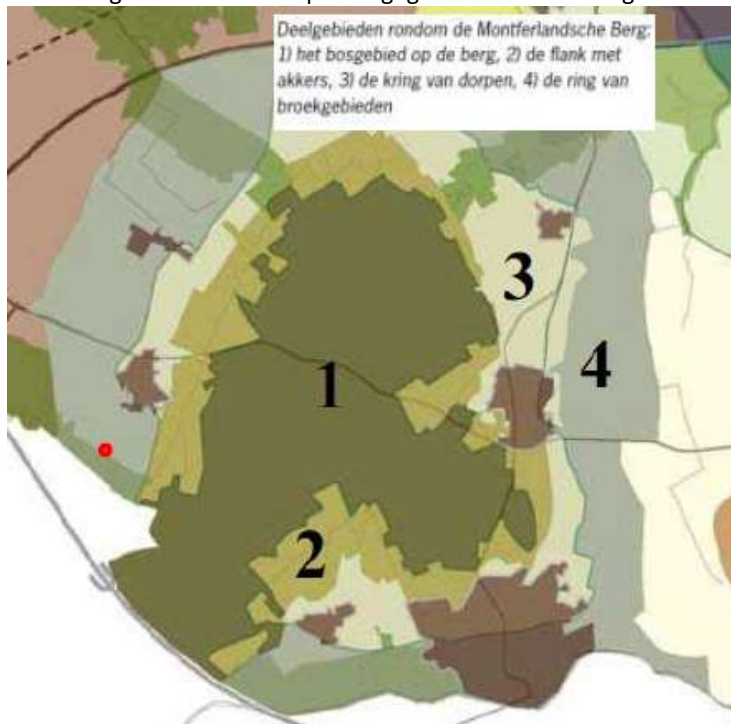 Deelgebieden rondom de Montferlandsche Berg:
1) het bosgebied op de berg, 2) de flank met
akkers, 3) de kring van dorpen, 4) de ring van
broekgebieden
3
4
1
2